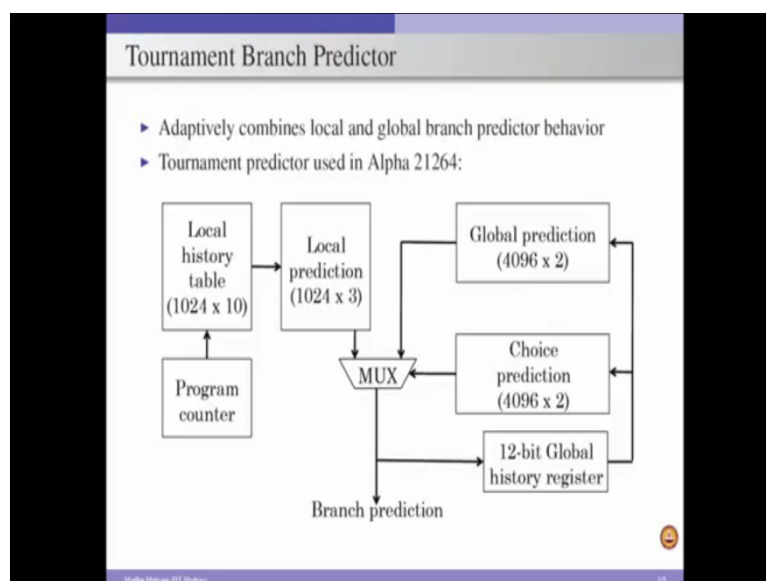 Tournament Branch Predictor
Adaptively combines local and global branch predictor behavior
Tournament predictor used in Alpha 21264:
Local
history
table
(1024 x 10)
Local
prediction
(1024 x 3)
Global prediction
(4096 x 2)
Program
counter
MUX
Choice
prediction
(4096 x 2)
12-bit Global
history register
Branch prediction